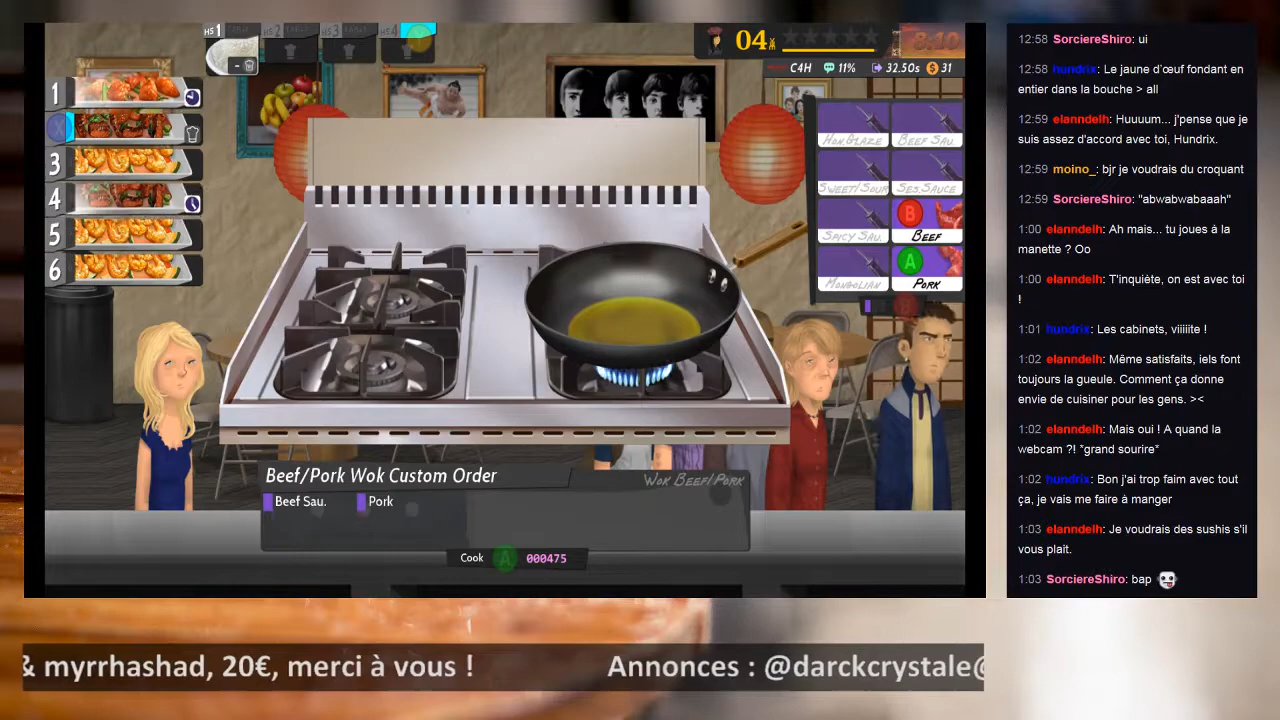 HS 1
HS 2
HS 3
HS 4
04
8:10
C4H 11% 32.50s $ 31
1
3
4
5
6
Hon.Glaze Beef Sau.
Sweet/Sour Ses.Sauce
Spicy Sau. B Beef
Mongolian A Pork
Beef/Pork Wok Custom Order
Wok Beef/Pork
Beef Sau. Pork
Cook A 000475
12:58 SorciereShiro: ui
12:58 hundrix: Le jaune d'œuf fondant en
entier dans la bouche > all
12:59 elanndelh: Huuuum... j'pense que je
suis assez d'accord avec toi, Hundrix.
12:59 moino_: bjr je voudrais du croquant
12:59 SorciereShiro: "abwabwabaaah"
1:00 elanndelh: Ah mais... tu joues à la
manette ? Oo
1:00 elanndelh: T'inquiète, on est avec toi
!
1:01 hundrix: Les cabinets, viiiiite !
1:02 elanndelh: Même satisfaits, iels font
toujours la gueule. Comment ça donne
envie de cuisiner pour les gens. ><
1:02 elanndelh: Mais oui ! A quand la
webcam ?! *grand sourire*
1:02 hundrix: Bon j'ai trop faim avec tout
ça, je vais me faire à manger
1:03 elanndelh: Je voudrais des sushis s'il
vous plait.
1:03 SorciereShiro: bap
& myrrhashad, 20€, merci à vous ! Annonces : @darckcrystale@